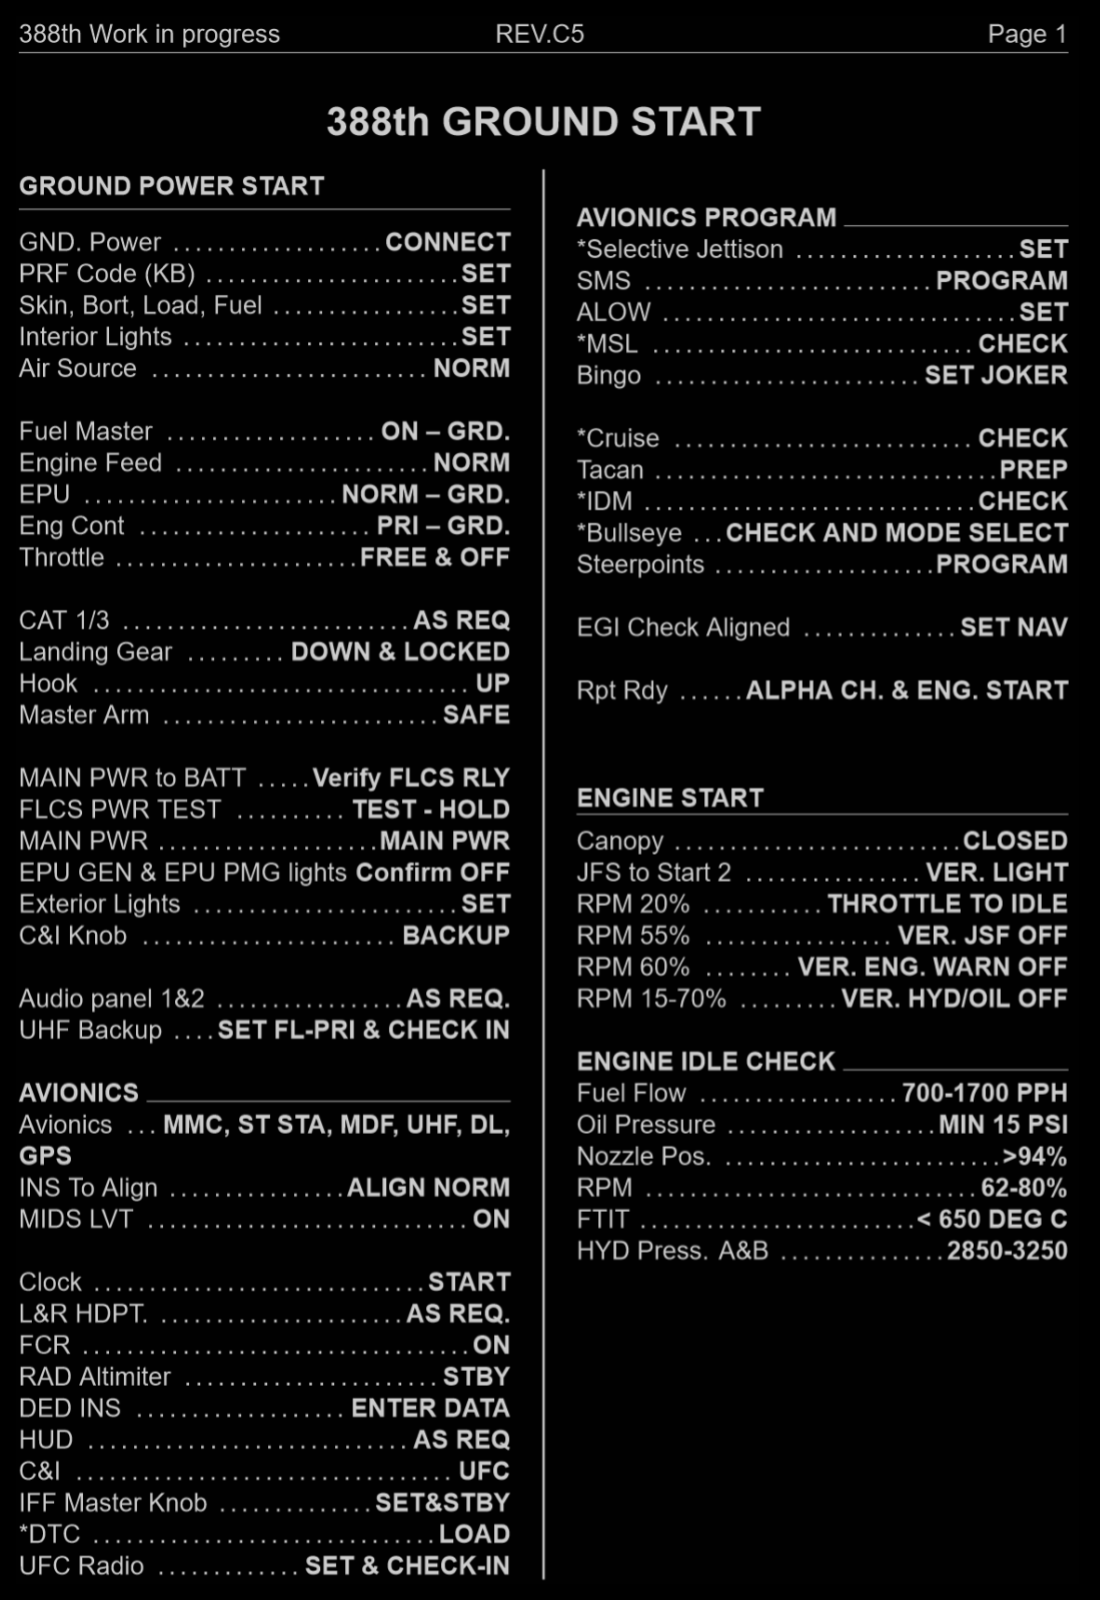 388th Work in progress REV.C5 Page 1
388th GROUND START
GROUND POWER START
GND. Power ................... CONNECT
PRF Code (KB) ....................... SET
Skin, Bort, Load, Fuel ................. SET
Interior Lights ......................... SET
Air Source ......................... NORM
Fuel Master ................... ON – GRD.
Engine Feed ....................... NORM
EPU ....................... NORM – GRD.
Eng Cont ..................... PRI – GRD.
Throttle ...................... FREE & OFF
CAT 1/3 .......................... AS REQ
Landing Gear ......... DOWN & LOCKED
Hook .................................. UP
Master Arm ......................... SAFE
MAIN PWR to BATT ..... Verify FLCS RLY
FLCS PWR TEST .......... TEST - HOLD
MAIN PWR .................... MAIN PWR
EPU GEN & EPU PMG lights Confirm OFF
Exterior Lights ........................ SET
C&I Knob ....................... BACKUP
Audio panel 1&2 ................. AS REQ.
UHF Backup .... SET FL-PRI & CHECK IN
AVIONICS
Avionics ... MMC, ST STA, MDF, UHF, DL,
GPS
INS To Align ................ ALIGN NORM
MIDS LVT ............................. ON
Clock .............................. START
L&R HDPT. ...................... AS REQ.
FCR ................................... ON
RAD Altimiter ....................... STBY
DED INS ................... ENTER DATA
HUD ............................. AS REQ
C&I .................................. UFC
IFF Master Knob .............. SET&STBY
*DTC ............................... LOAD
UFC Radio ............. SET & CHECK-IN
AVIONICS PROGRAM
*Selective Jettison .................... SET
SMS .......................... PROGRAM
ALOW ................................ SET
*MSL ............................. CHECK
Bingo ........................ SET JOKER
*Cruise ........................... CHECK
Tacan ............................... PREP
*IDM .............................. CHECK
*Bullseye ... CHECK AND MODE SELECT
Steerpoints .................... PROGRAM
EGI Check Aligned .............. SET NAV
Rpt Rdy ...... ALPHA CH. & ENG. START
ENGINE START
Canopy .......................... CLOSED
JFS to Start 2 ................ VER. LIGHT
RPM 20% ........... THROTTLE TO IDLE
RPM 55% ................. VER. JSF OFF
RPM 60% ........ VER. ENG. WARN OFF
RPM 15-70% ......... VER. HYD/OIL OFF
ENGINE IDLE CHECK
Fuel Flow .................. 700-1700 PPH
Oil Pressure ................... MIN 15 PSI
Nozzle Pos. ......................... >94%
RPM .............................. 62-80%
FTIT ......................... < 650 DEG C
HYD Press. A&B ............... 2850-3250